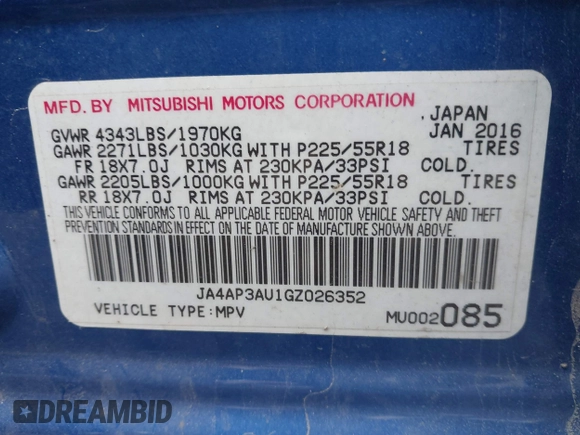 MFD. BY MITSUBISHI MOTORS CORPORATION
, JAPAN
GVWR 4343LBS/1970KG JAN 2016
GAWR 2271LBS/1030KG WITH P225/55R18 TIRES
FR 18X7.0J RIMS AT 230KPA/33PSI COLD.
GAWR 2205LBS/1000KG WITH P225/55R18 TIRES
RR 18X7.0J RIMS AT 230KPA/33PSI COLD.
THIS VEHICLE CONFORMS TO ALL APPLICABLE FEDERAL MOTOR VEHICLE SAFETY AND THEFT
PREVENTION STANDARDS IN EFFECT ON THE DATE OF MANUFACTURE SHOWN ABOVE.
JA4AP3AU1GZ026352
VEHICLE TYPE:MPV MU002085
DREAMBID